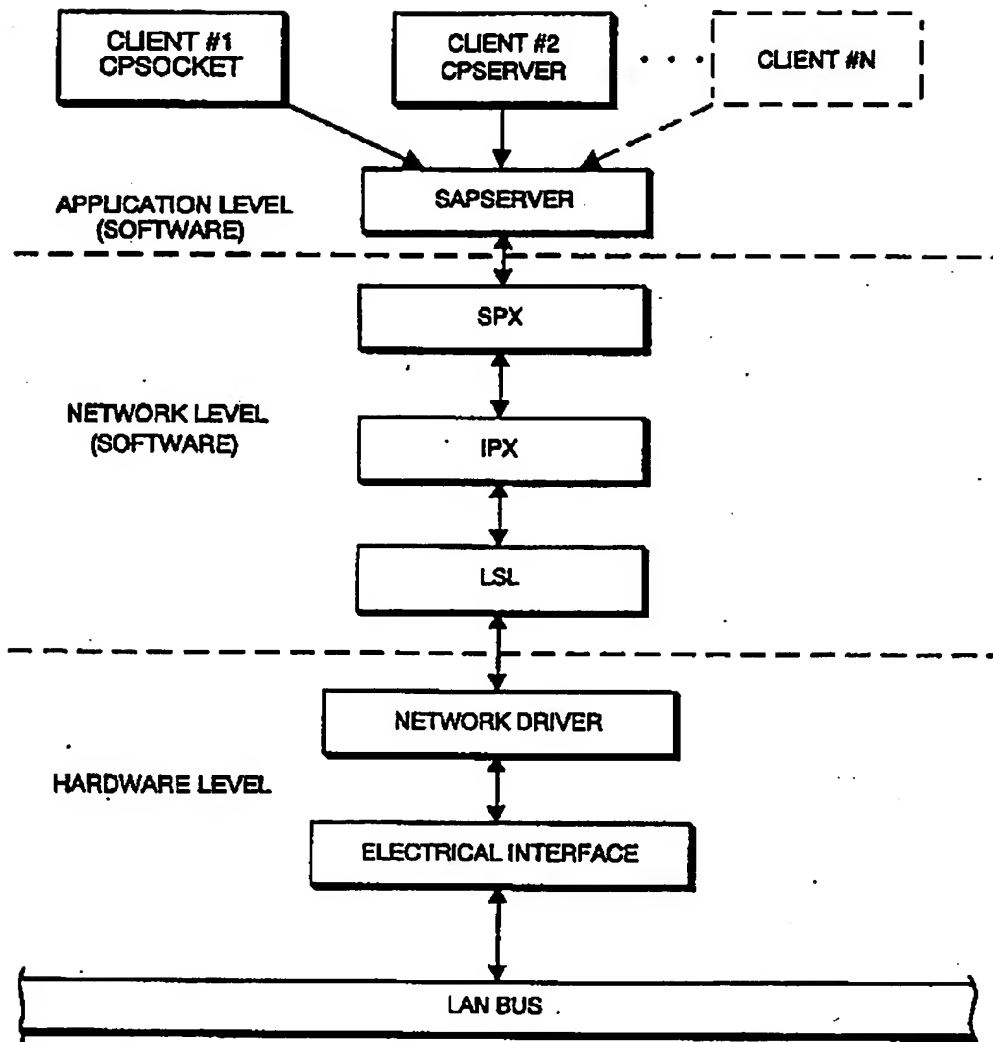 CLIENT #1
CPSOCKET
CLIENT #2
CPSERVER
CLIENT #N
SAPSERVER
APPLICATION LEVEL
(SOFTWARE)
SPX
NETWORK LEVEL
(SOFTWARE)
IPX
LSL
NETWORK DRIVER
HARDWARE LEVEL
ELECTRICAL INTERFACE
LAN BUS